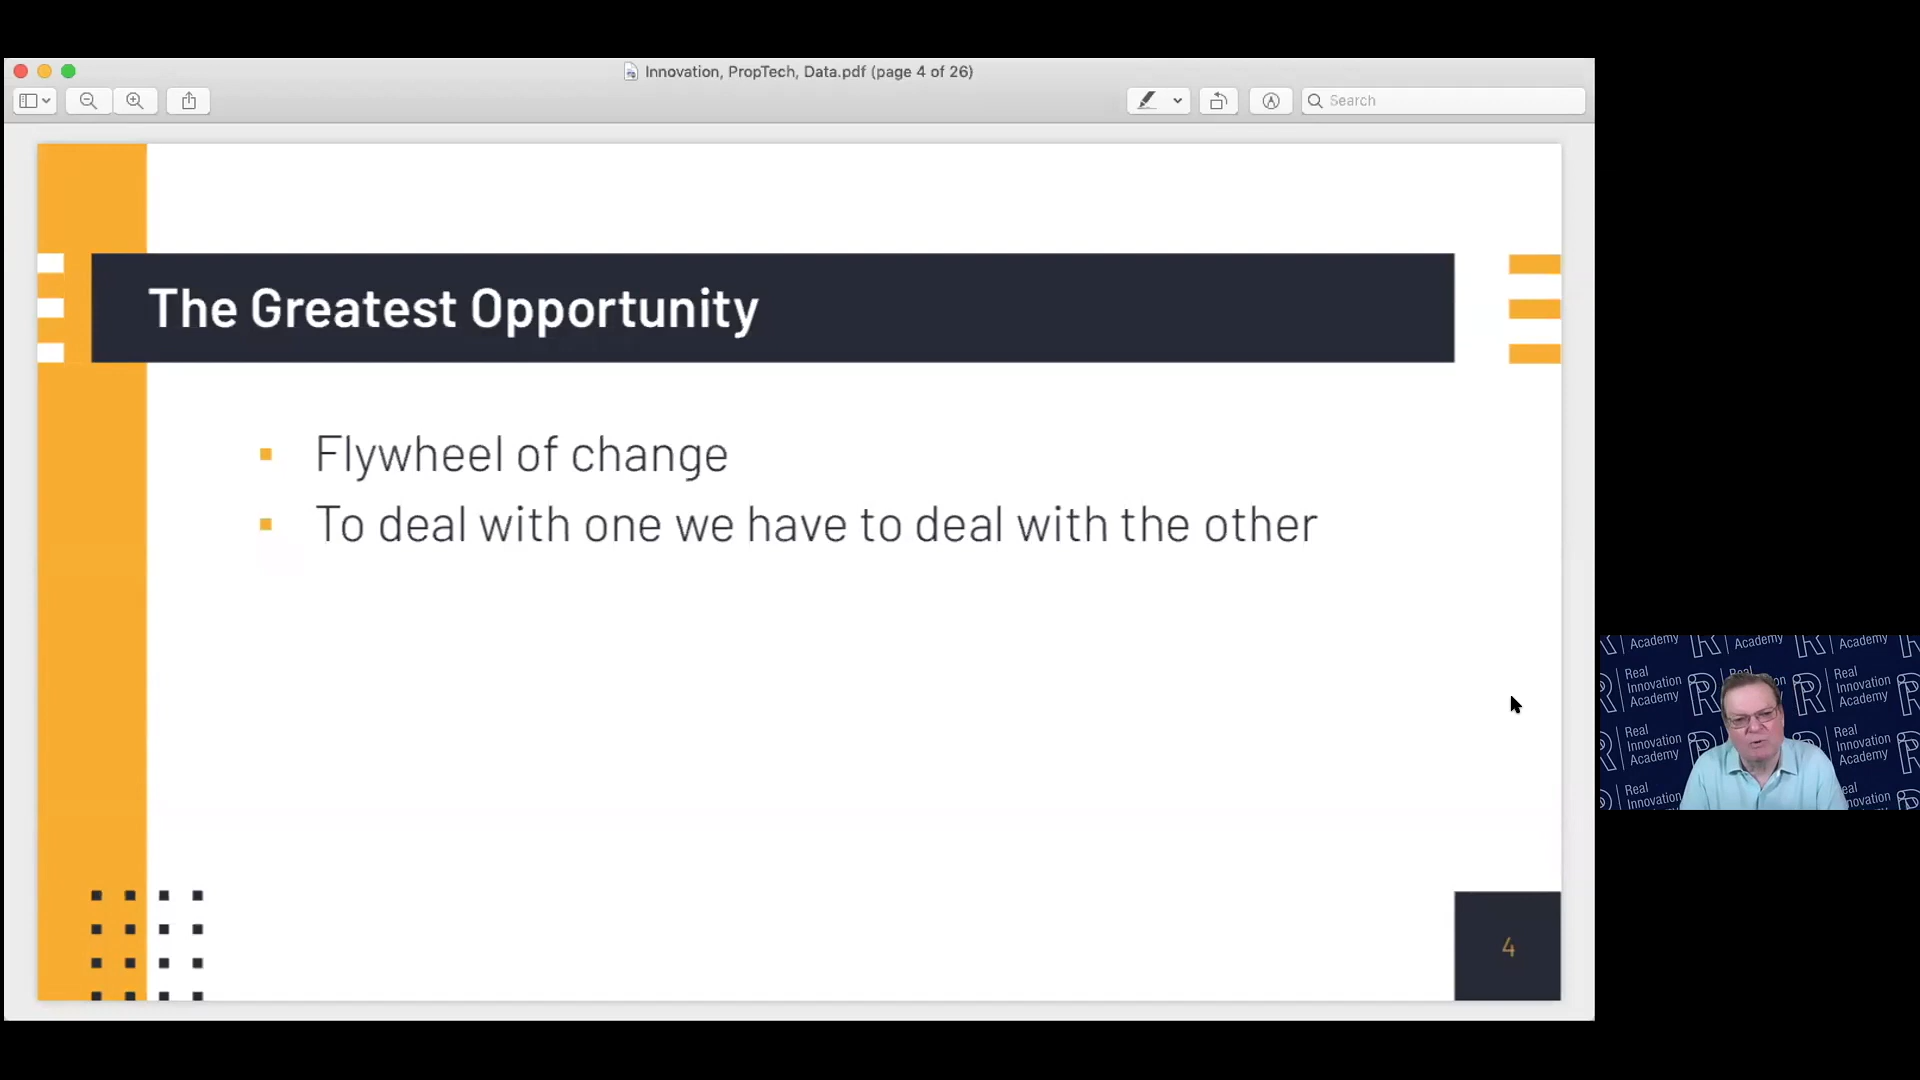 Innovation, PropTech, Data.pdf (page 4 of 26)
Search
The Greatest Opportunity
Flywheel of change
To deal with one we have to deal with the other
4
Academy
Academy
Academy
Real
Innovation
Academy
Real
Real
Innovation
Academy
Real
Innovation
Academy
Real
Innovation
Academy
Real
Innovation